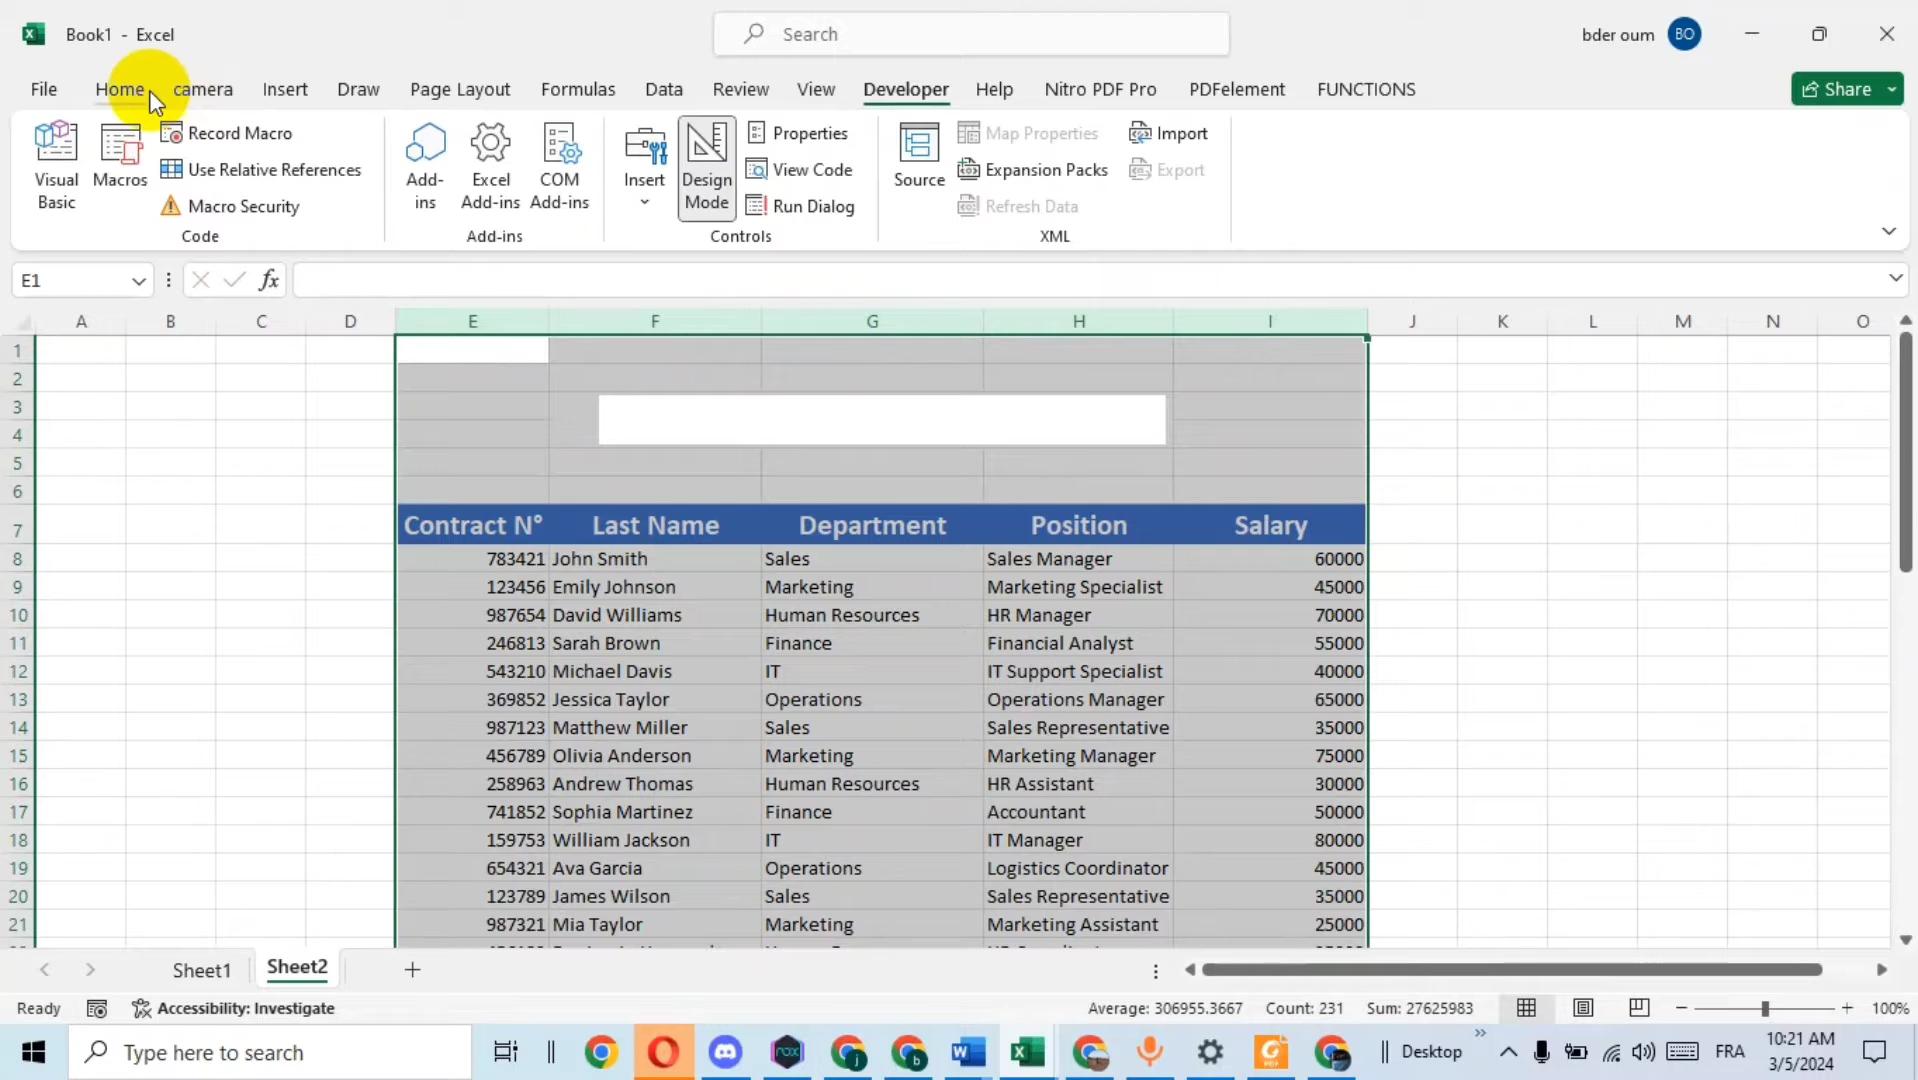 Book1 - Excel
Search
bder oum
BO
File Home camera Insert Draw Page Layout Formulas Data Review View Developer Help Nitro PDF Pro PDFelement FUNCTIONS
Share
Visual Basic
Macros
Record Macro
Use Relative References
Macro Security
Code
Add-ins
Excel Add-ins
COM Add-ins
Add-ins
Insert
Design Mode
Properties
View Code
Run Dialog
Controls
Source
Map Properties
Expansion Packs
Refresh Data
Import
Export
XML
E1
fx
A B C D E F G H I J K L M N O
1
2
3
4
5
6
7 Contract N° Last Name Department Position Salary
8 783421 John Smith Sales Sales Manager 60000
9 123456 Emily Johnson Marketing Marketing Specialist 45000
10 987654 David Williams Human Resources HR Manager 70000
11 246813 Sarah Brown Finance Financial Analyst 55000
12 543210 Michael Davis IT IT Support Specialist 40000
13 369852 Jessica Taylor Operations Operations Manager 65000
14 987123 Matthew Miller Sales Sales Representative 35000
15 456789 Olivia Anderson Marketing Marketing Manager 75000
16 258963 Andrew Thomas Human Resources HR Assistant 30000
17 741852 Sophia Martinez Finance Accountant 50000
18 159753 William Jackson IT IT Manager 80000
19 654321 Ava Garcia Operations Logistics Coordinator 45000
20 123789 James Wilson Sales Sales Representative 35000
21 987321 Mia Taylor Marketing Marketing Assistant 25000
Sheet1 Sheet2
Ready Accessibility: Investigate Average: 306955.3667 Count: 231 Sum: 27625983 100%
Type here to search
nox
j
b
Desktop
FRA
10:21 AM
3/5/2024